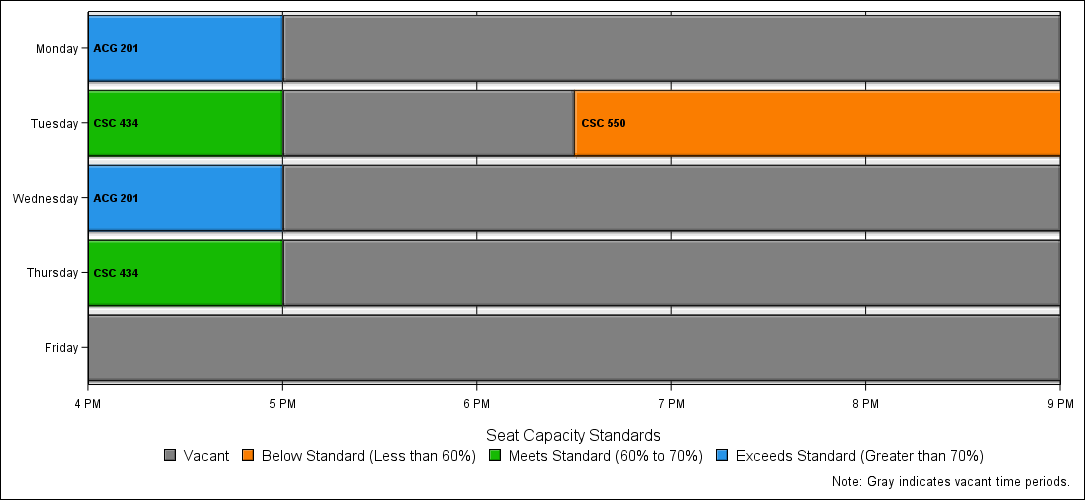 Monday
ACG 201
Tuesday
CSC 434
CSC 550
Wednesday
ACG 201
Thursday
CSC 434
Friday
4 PM 5 PM 6 PM 7 PM 8 PM 9 PM
Seat Capacity Standards
Vacant Below Standard (Less than 60%) Meets Standard (60% to 70%) Exceeds Standard (Greater than 70%)
Note: Gray indicates vacant time periods.